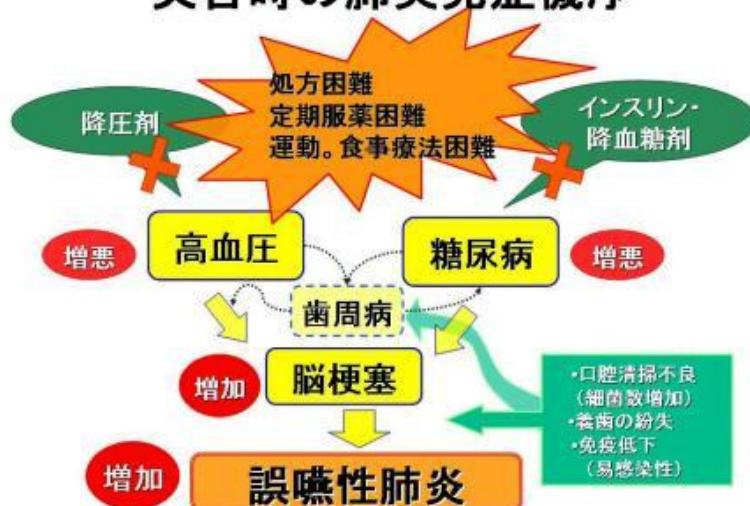 処方困難
定期服薬困難
運動。食事療法困難
降圧剤
インスリン・
降血糖剤
増悪
高血圧
糖尿病
増悪
歯周病
増加
脳梗塞
・口腔清掃不良
（細菌数増加）
・義歯の紛失
・免疫低下
（易感染性）
増加
誤嚥性肺炎